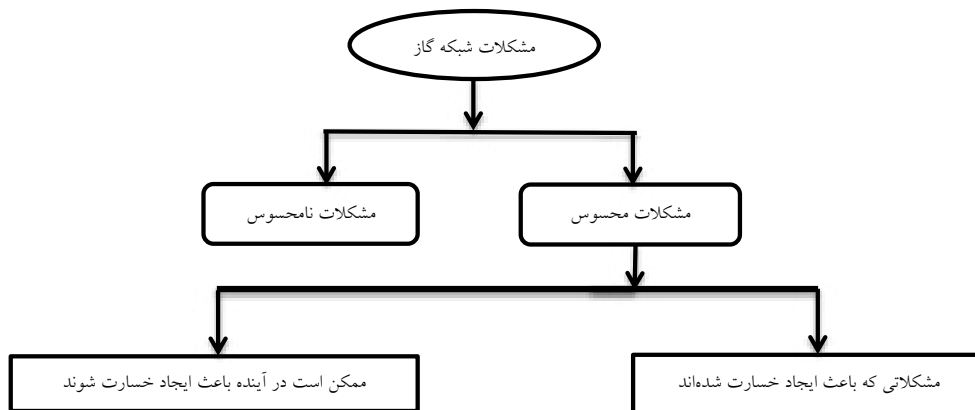 مشکلات شبکه گاز
مشکلات محسوس
مشکلات نامحسوس
مشکلاتی که باعث ایجاد خسارت شده‌اند
ممکن است در آینده باعث ایجاد خسارت شوند